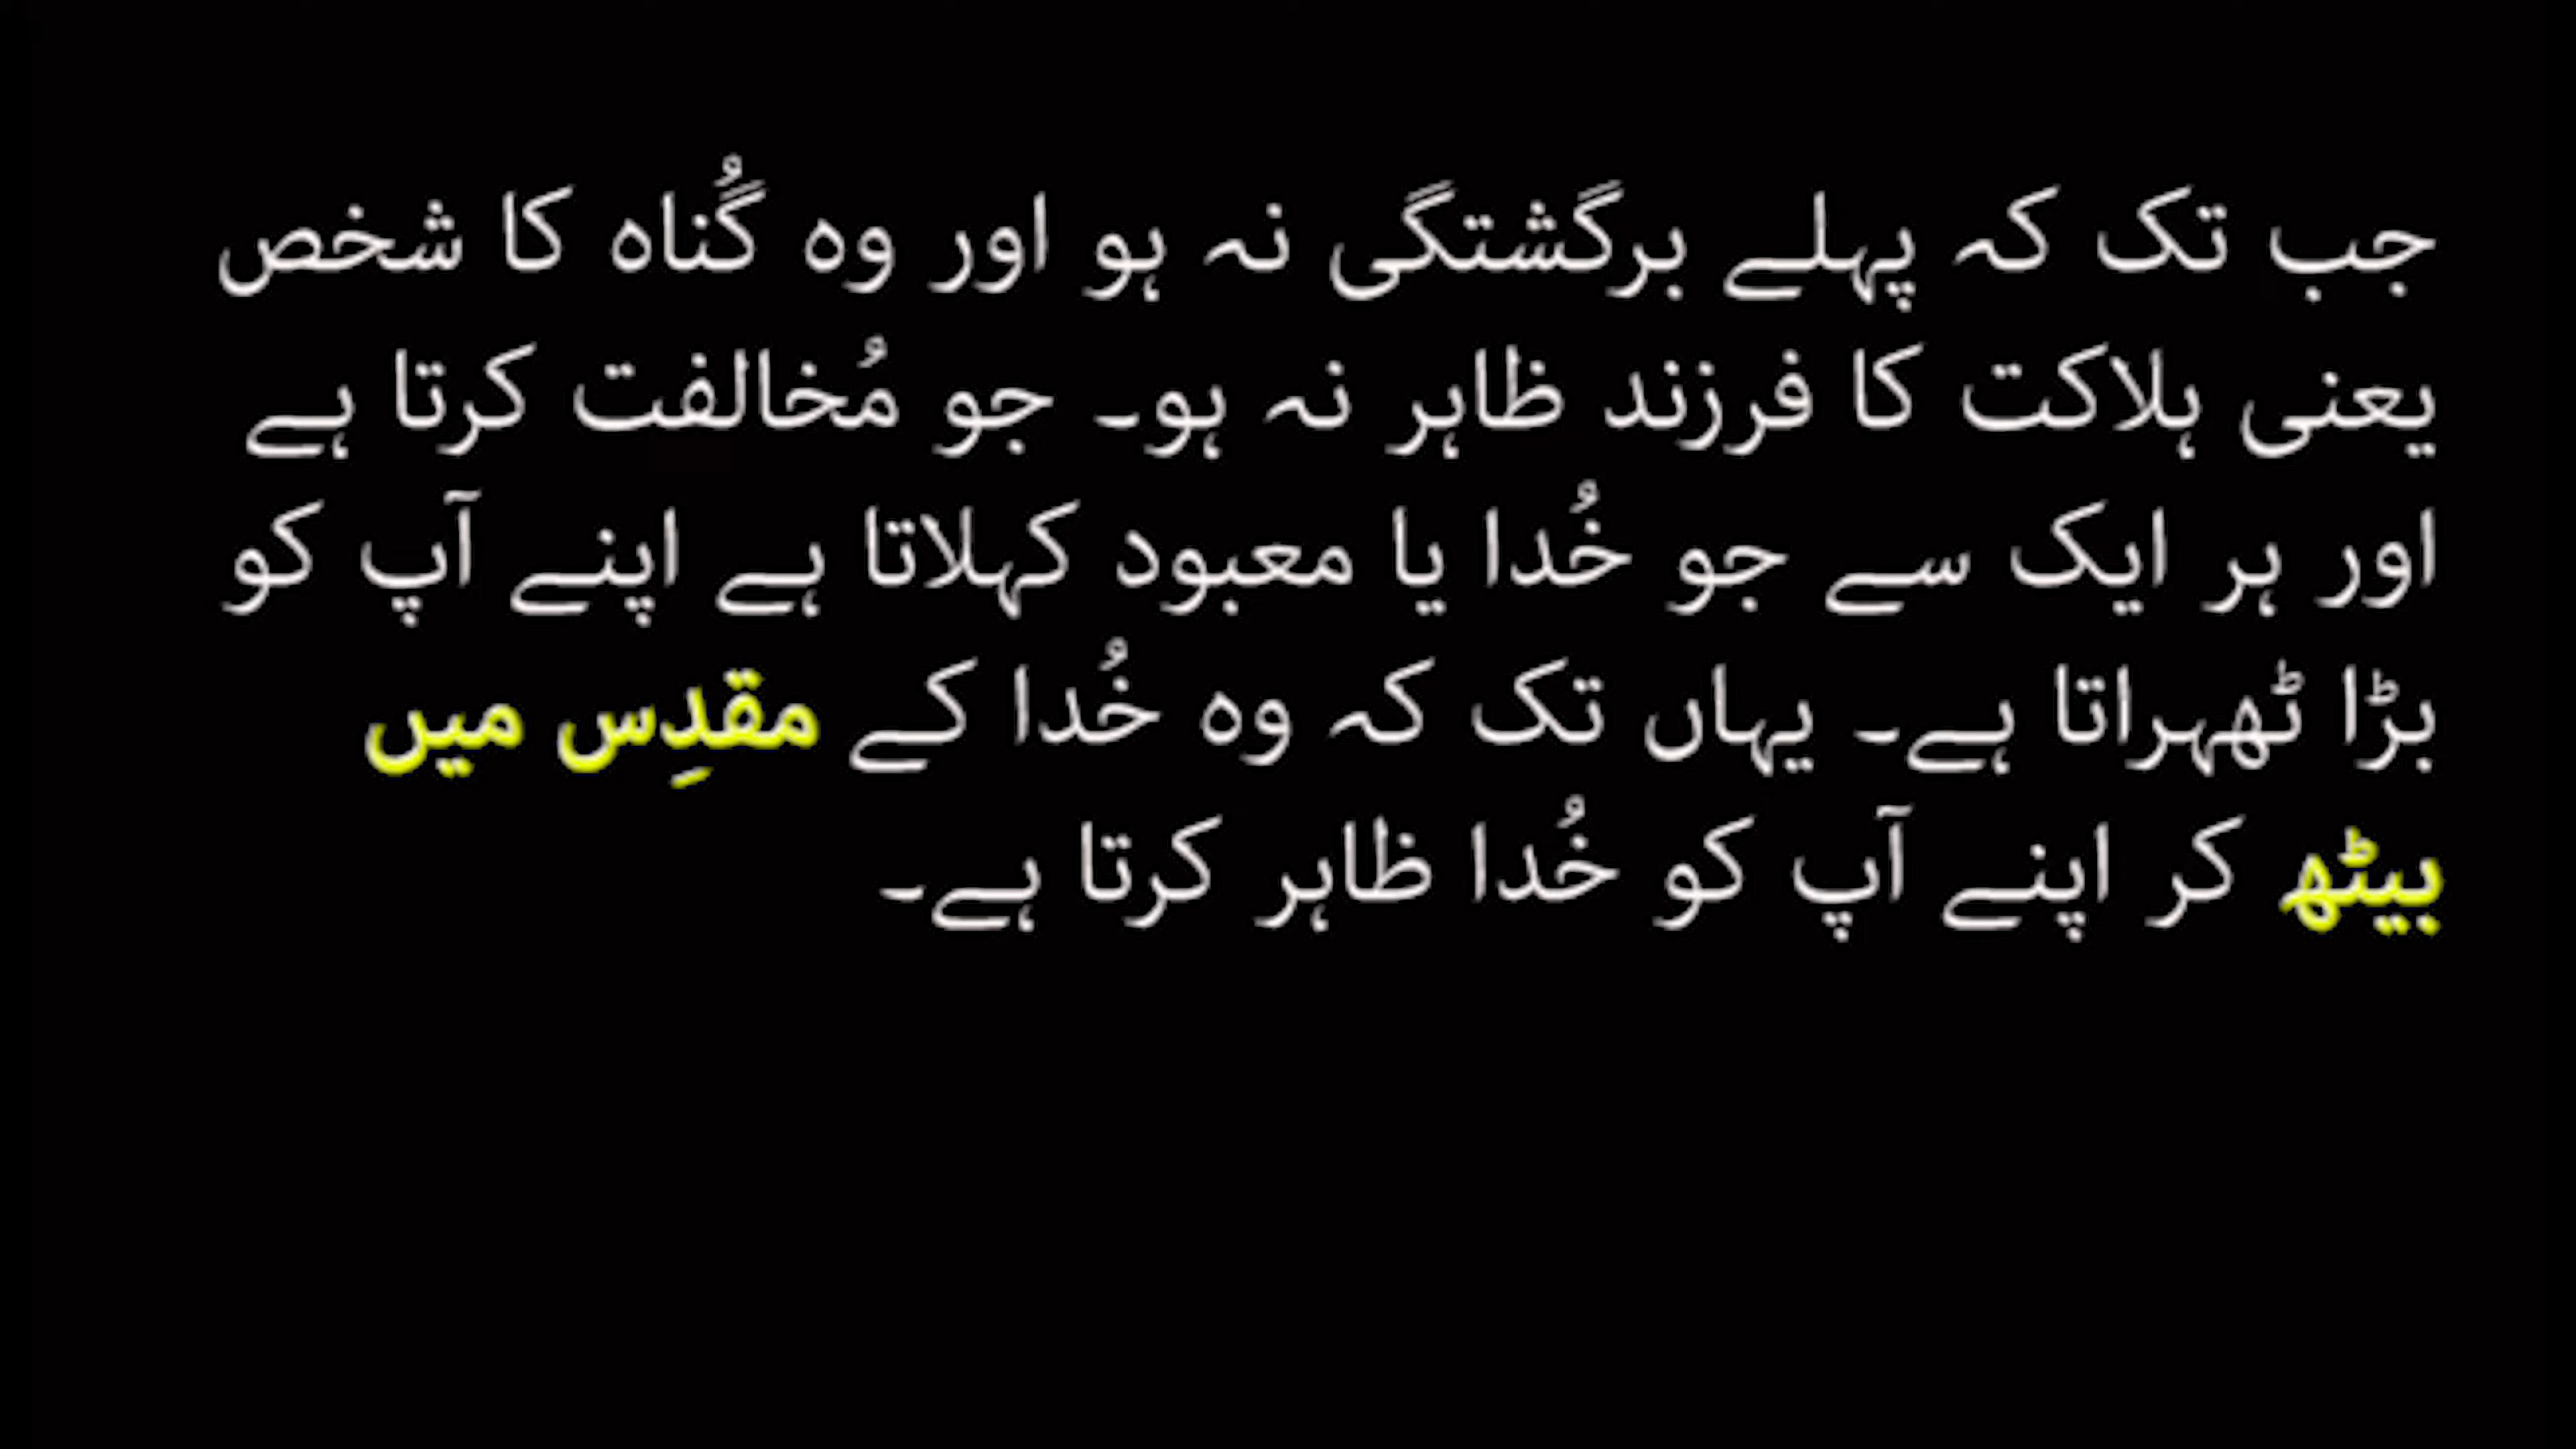 جب تک کہ پہلے برگشتگی نہ ہو اور وہ گُناہ کا شخص
یعنی ہلاکت کا فرزند ظاہر نہ ہو۔ جو مُخالفت کرتا ہے
اور ہر ایک سے جو خُدا یا معبود کہلاتا ہے اپنے آپ کو
بڑا ٹھہراتا ہے۔ یہاں تک کہ وہ خُدا کے مقدِس میں
بیٹھ کر اپنے آپ کو خُدا ظاہر کرتا ہے۔